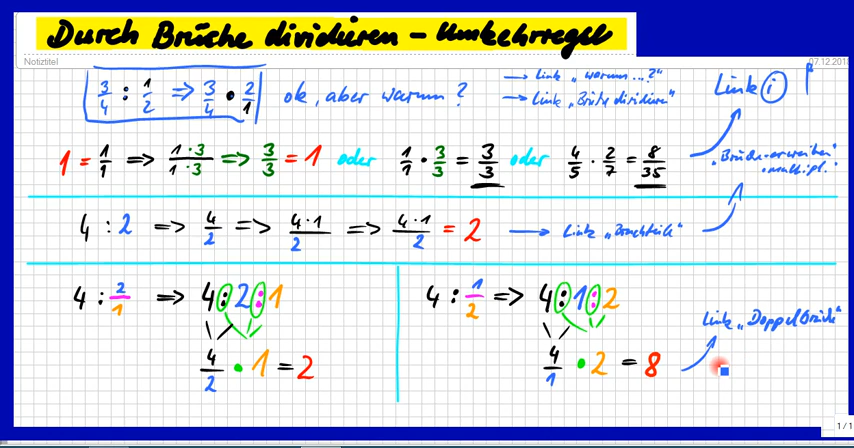 Durch Brüche dividieren - Umkehrregel
Notiztitel
07.12.201
3/4 : 1/2 ⇒ 3/4 • 2/1 ok, aber warum? → Link „warum...?"
→ Link „Brüche dividieren"
Link i
1 = 1/1 ⇒ 1·3/1·3 ⇒ 3/3 = 1 oder 1/1 · 3/3 = 3/3 oder 4/5 · 2/7 = 8/35
„Brüche erweitern"
• multipl.
4 : 2 ⇒ 4/2 ⇒ 4·1/2 ⇒ 4·1/2 = 2 → Link „Bruchteile"
4 : 2/1 ⇒ 4 : 2 : 1
4/2 • 1 = 2
4 : 1/2 ⇒ 4 : 1 : 2
4/1 • 2 = 8
Link „Doppelbrüche"
1/1